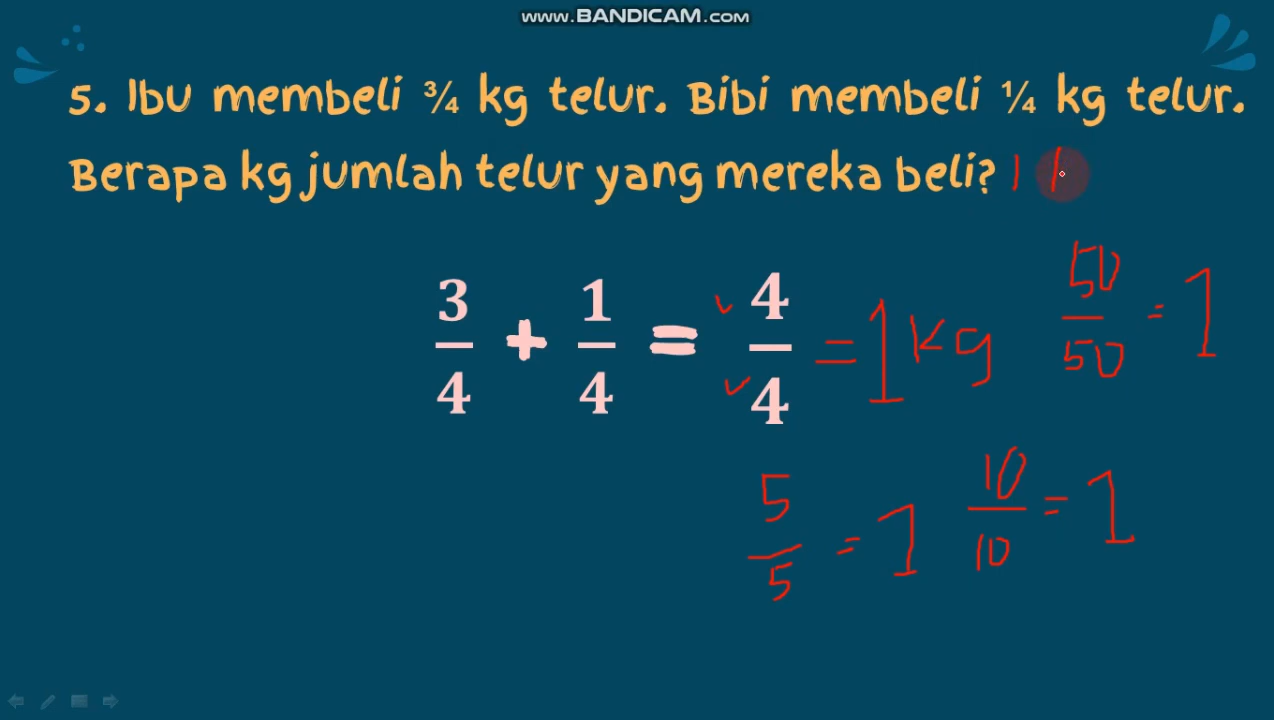 www.BANDICAM.com
5. Ibu membeli ¾ kg telur. Bibi membeli ¼ kg telur.
Berapa kg jumlah telur yang mereka beli? 1
3/4 + 1/4 = 4/4 = 1 kg
50/50 = 1
5/5 = 1
10/10 = 1